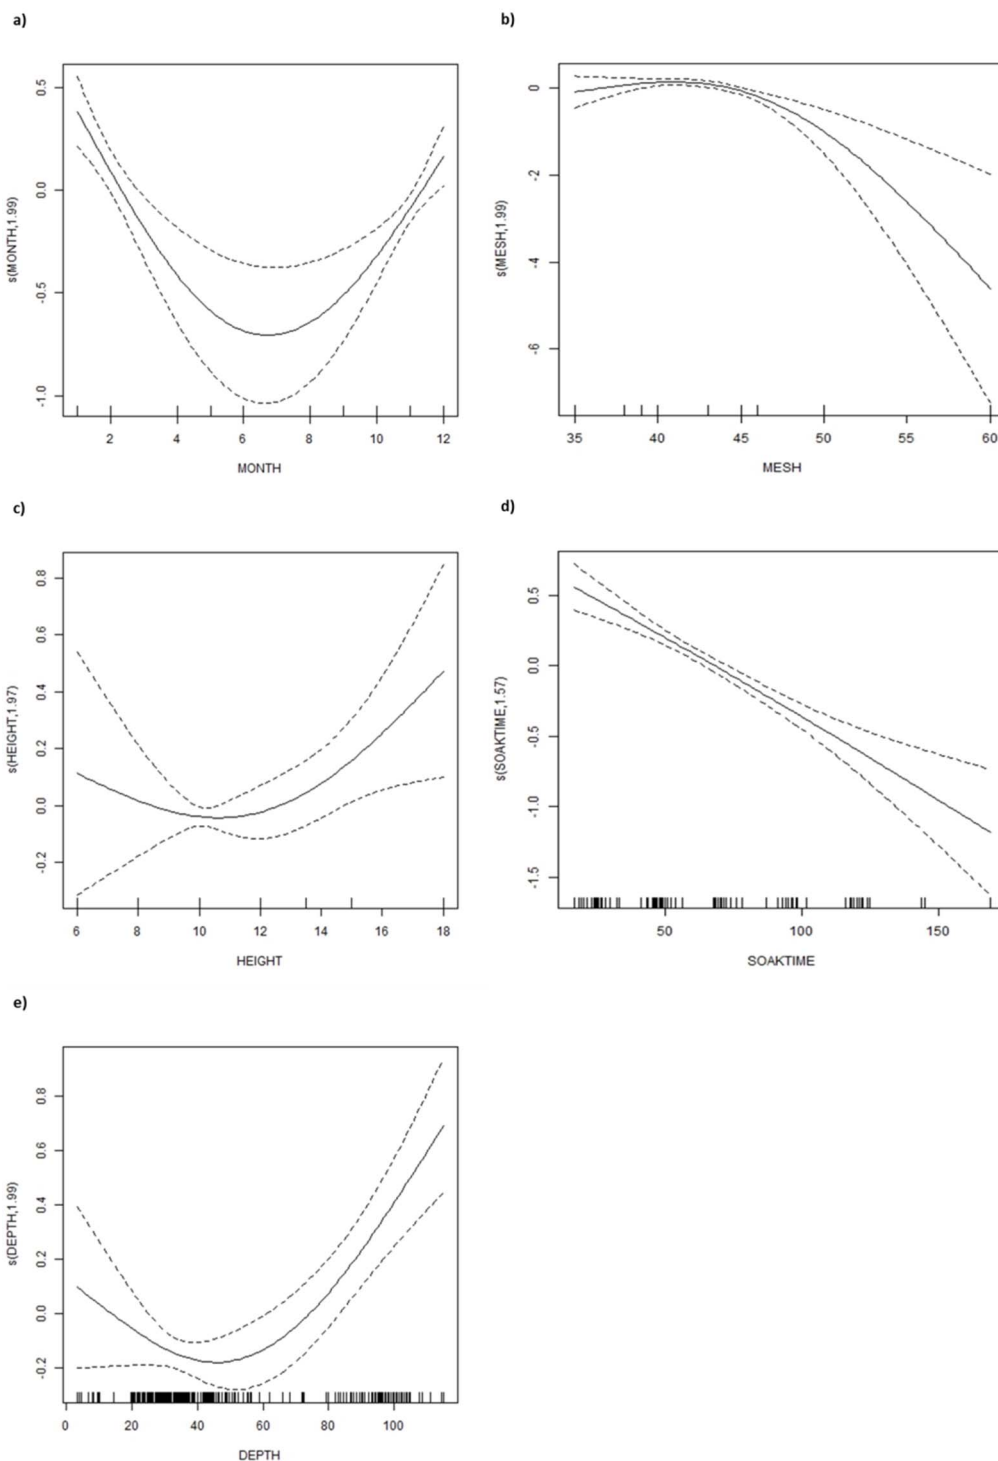 a)
0.5
0.0
-0.5
-1.0
s(MONTH,1.99)
2 4 6 8 10 12
MONTH
b)
0
-2
-4
-6
s(MESH,1.99)
35 40 45 50 55 60
MESH
c)
0.8
0.6
0.4
0.2
0.0
-0.2
s(HEIGHT,1.97)
6 8 10 12 14 16 18
HEIGHT
d)
0.5
0.0
-0.5
-1.0
-1.5
s(SOAKTIME,1.57)
50 100 150
SOAKTIME
e)
0.8
0.6
0.4
0.2
0.0
-0.2
s(DEPTH,1.99)
0 20 40 60 80 100
DEPTH